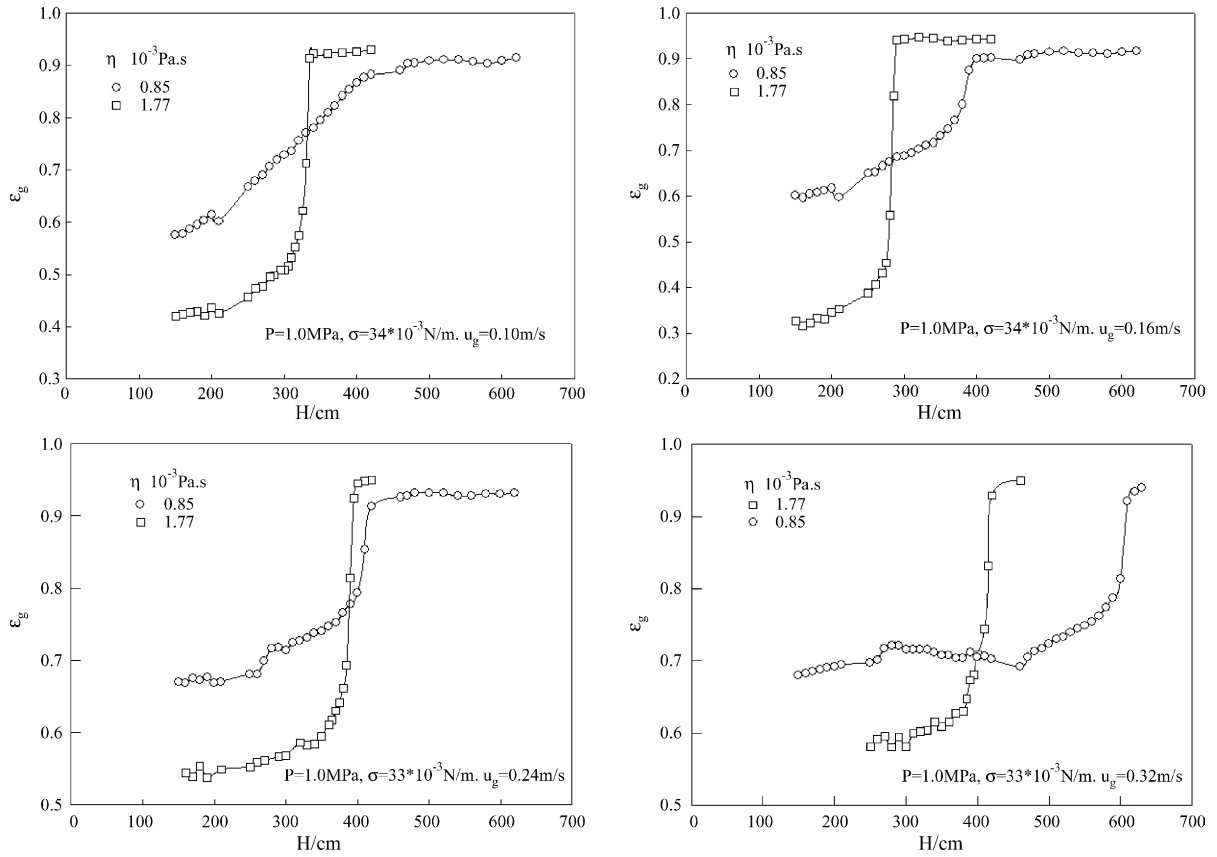 1.0
0.9
0.8
0.7
0.6
0.5
0.4
0.3
ε_g
η 10^-3Pa.s
0.85
1.77
P=1.0MPa, σ=34*10^-3N/m. u_g=0.10m/s
0 100 200 300 400 500 600 700
H/cm
1.0
0.9
0.8
0.7
0.6
0.5
0.4
0.3
0.2
ε_g
η 10^-3Pa.s
0.85
1.77
P=1.0MPa, σ=34*10^-3N/m. u_g=0.16m/s
0 100 200 300 400 500 600 700
H/cm
1.0
0.9
0.8
0.7
0.6
0.5
ε_g
η 10^-3Pa.s
0.85
1.77
P=1.0MPa, σ=33*10^-3N/m. u_g=0.24m/s
0 100 200 300 400 500 600 700
H/cm
1.0
0.9
0.8
0.7
0.6
0.5
ε_g
η 10^-3Pa.s
1.77
0.85
P=1.0MPa, σ=33*10^-3N/m. u_g=0.32m/s
0 100 200 300 400 500 600 700
H/cm